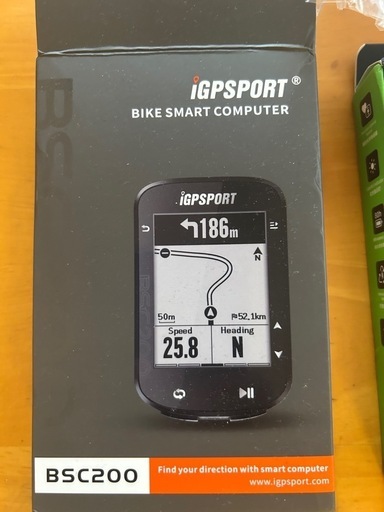 iGPSPORT®
BIKE SMART COMPUTER
iGPSPORT
186m
N
50m
52.1km
Speed
Heading
25.8
N
BSC200
Find your direction with smart computer
www.igpsport.com